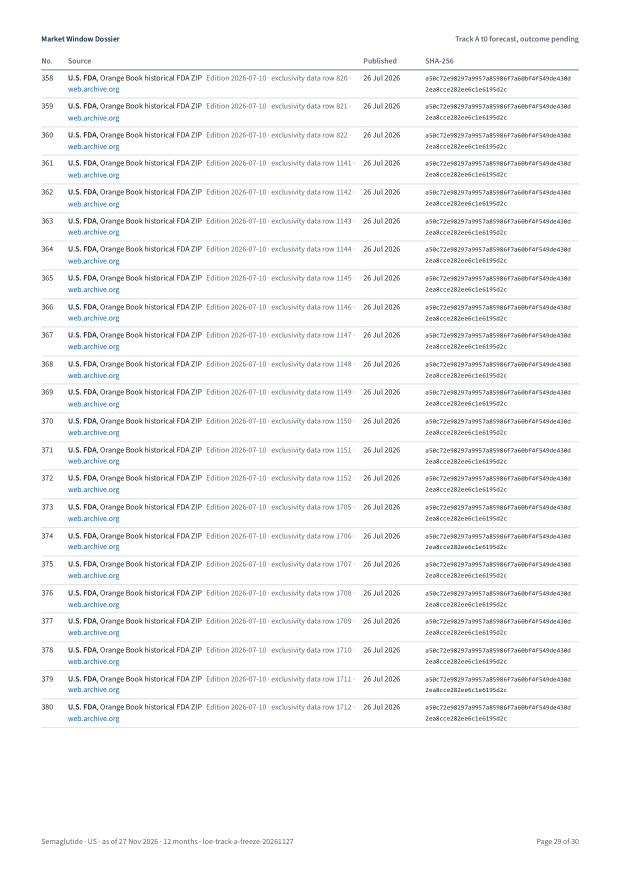 Market Window Dossier
Track A t0 forecast, outcome pending
No. Source Published SHA-256
358 U.S. FDA, Orange Book historical FDA ZIP Edition 2026-07-10 · exclusivity data row 820 · 26 Jul 2026 a50c72e98297a9957a85986f7a60bf4f549de430d
web.archive.org 2ea8cce282ee6c1e6195d2c
359 U.S. FDA, Orange Book historical FDA ZIP Edition 2026-07-10 · exclusivity data row 821 · 26 Jul 2026 a50c72e98297a9957a85986f7a60bf4f549de430d
web.archive.org 2ea8cce282ee6c1e6195d2c
360 U.S. FDA, Orange Book historical FDA ZIP Edition 2026-07-10 · exclusivity data row 822 · 26 Jul 2026 a50c72e98297a9957a85986f7a60bf4f549de430d
web.archive.org 2ea8cce282ee6c1e6195d2c
361 U.S. FDA, Orange Book historical FDA ZIP Edition 2026-07-10 · exclusivity data row 1141 · 26 Jul 2026 a50c72e98297a9957a85986f7a60bf4f549de430d
web.archive.org 2ea8cce282ee6c1e6195d2c
362 U.S. FDA, Orange Book historical FDA ZIP Edition 2026-07-10 · exclusivity data row 1142 · 26 Jul 2026 a50c72e98297a9957a85986f7a60bf4f549de430d
web.archive.org 2ea8cce282ee6c1e6195d2c
363 U.S. FDA, Orange Book historical FDA ZIP Edition 2026-07-10 · exclusivity data row 1143 · 26 Jul 2026 a50c72e98297a9957a85986f7a60bf4f549de430d
web.archive.org 2ea8cce282ee6c1e6195d2c
364 U.S. FDA, Orange Book historical FDA ZIP Edition 2026-07-10 · exclusivity data row 1144 · 26 Jul 2026 a50c72e98297a9957a85986f7a60bf4f549de430d
web.archive.org 2ea8cce282ee6c1e6195d2c
365 U.S. FDA, Orange Book historical FDA ZIP Edition 2026-07-10 · exclusivity data row 1145 · 26 Jul 2026 a50c72e98297a9957a85986f7a60bf4f549de430d
web.archive.org 2ea8cce282ee6c1e6195d2c
366 U.S. FDA, Orange Book historical FDA ZIP Edition 2026-07-10 · exclusivity data row 1146 · 26 Jul 2026 a50c72e98297a9957a85986f7a60bf4f549de430d
web.archive.org 2ea8cce282ee6c1e6195d2c
367 U.S. FDA, Orange Book historical FDA ZIP Edition 2026-07-10 · exclusivity data row 1147 · 26 Jul 2026 a50c72e98297a9957a85986f7a60bf4f549de430d
web.archive.org 2ea8cce282ee6c1e6195d2c
368 U.S. FDA, Orange Book historical FDA ZIP Edition 2026-07-10 · exclusivity data row 1148 · 26 Jul 2026 a50c72e98297a9957a85986f7a60bf4f549de430d
web.archive.org 2ea8cce282ee6c1e6195d2c
369 U.S. FDA, Orange Book historical FDA ZIP Edition 2026-07-10 · exclusivity data row 1149 · 26 Jul 2026 a50c72e98297a9957a85986f7a60bf4f549de430d
web.archive.org 2ea8cce282ee6c1e6195d2c
370 U.S. FDA, Orange Book historical FDA ZIP Edition 2026-07-10 · exclusivity data row 1150 · 26 Jul 2026 a50c72e98297a9957a85986f7a60bf4f549de430d
web.archive.org 2ea8cce282ee6c1e6195d2c
371 U.S. FDA, Orange Book historical FDA ZIP Edition 2026-07-10 · exclusivity data row 1151 · 26 Jul 2026 a50c72e98297a9957a85986f7a60bf4f549de430d
web.archive.org 2ea8cce282ee6c1e6195d2c
372 U.S. FDA, Orange Book historical FDA ZIP Edition 2026-07-10 · exclusivity data row 1152 · 26 Jul 2026 a50c72e98297a9957a85986f7a60bf4f549de430d
web.archive.org 2ea8cce282ee6c1e6195d2c
373 U.S. FDA, Orange Book historical FDA ZIP Edition 2026-07-10 · exclusivity data row 1705 · 26 Jul 2026 a50c72e98297a9957a85986f7a60bf4f549de430d
web.archive.org 2ea8cce282ee6c1e6195d2c
374 U.S. FDA, Orange Book historical FDA ZIP Edition 2026-07-10 · exclusivity data row 1706 · 26 Jul 2026 a50c72e98297a9957a85986f7a60bf4f549de430d
web.archive.org 2ea8cce282ee6c1e6195d2c
375 U.S. FDA, Orange Book historical FDA ZIP Edition 2026-07-10 · exclusivity data row 1707 · 26 Jul 2026 a50c72e98297a9957a85986f7a60bf4f549de430d
web.archive.org 2ea8cce282ee6c1e6195d2c
376 U.S. FDA, Orange Book historical FDA ZIP Edition 2026-07-10 · exclusivity data row 1708 · 26 Jul 2026 a50c72e98297a9957a85986f7a60bf4f549de430d
web.archive.org 2ea8cce282ee6c1e6195d2c
377 U.S. FDA, Orange Book historical FDA ZIP Edition 2026-07-10 · exclusivity data row 1709 · 26 Jul 2026 a50c72e98297a9957a85986f7a60bf4f549de430d
web.archive.org 2ea8cce282ee6c1e6195d2c
378 U.S. FDA, Orange Book historical FDA ZIP Edition 2026-07-10 · exclusivity data row 1710 · 26 Jul 2026 a50c72e98297a9957a85986f7a60bf4f549de430d
web.archive.org 2ea8cce282ee6c1e6195d2c
379 U.S. FDA, Orange Book historical FDA ZIP Edition 2026-07-10 · exclusivity data row 1711 · 26 Jul 2026 a50c72e98297a9957a85986f7a60bf4f549de430d
web.archive.org 2ea8cce282ee6c1e6195d2c
380 U.S. FDA, Orange Book historical FDA ZIP Edition 2026-07-10 · exclusivity data row 1712 · 26 Jul 2026 a50c72e98297a9957a85986f7a60bf4f549de430d
web.archive.org 2ea8cce282ee6c1e6195d2c
Semaglutide · US · as of 27 Nov 2026 · 12 months · loe-track-a-freeze-20261127
Page 29 of 30